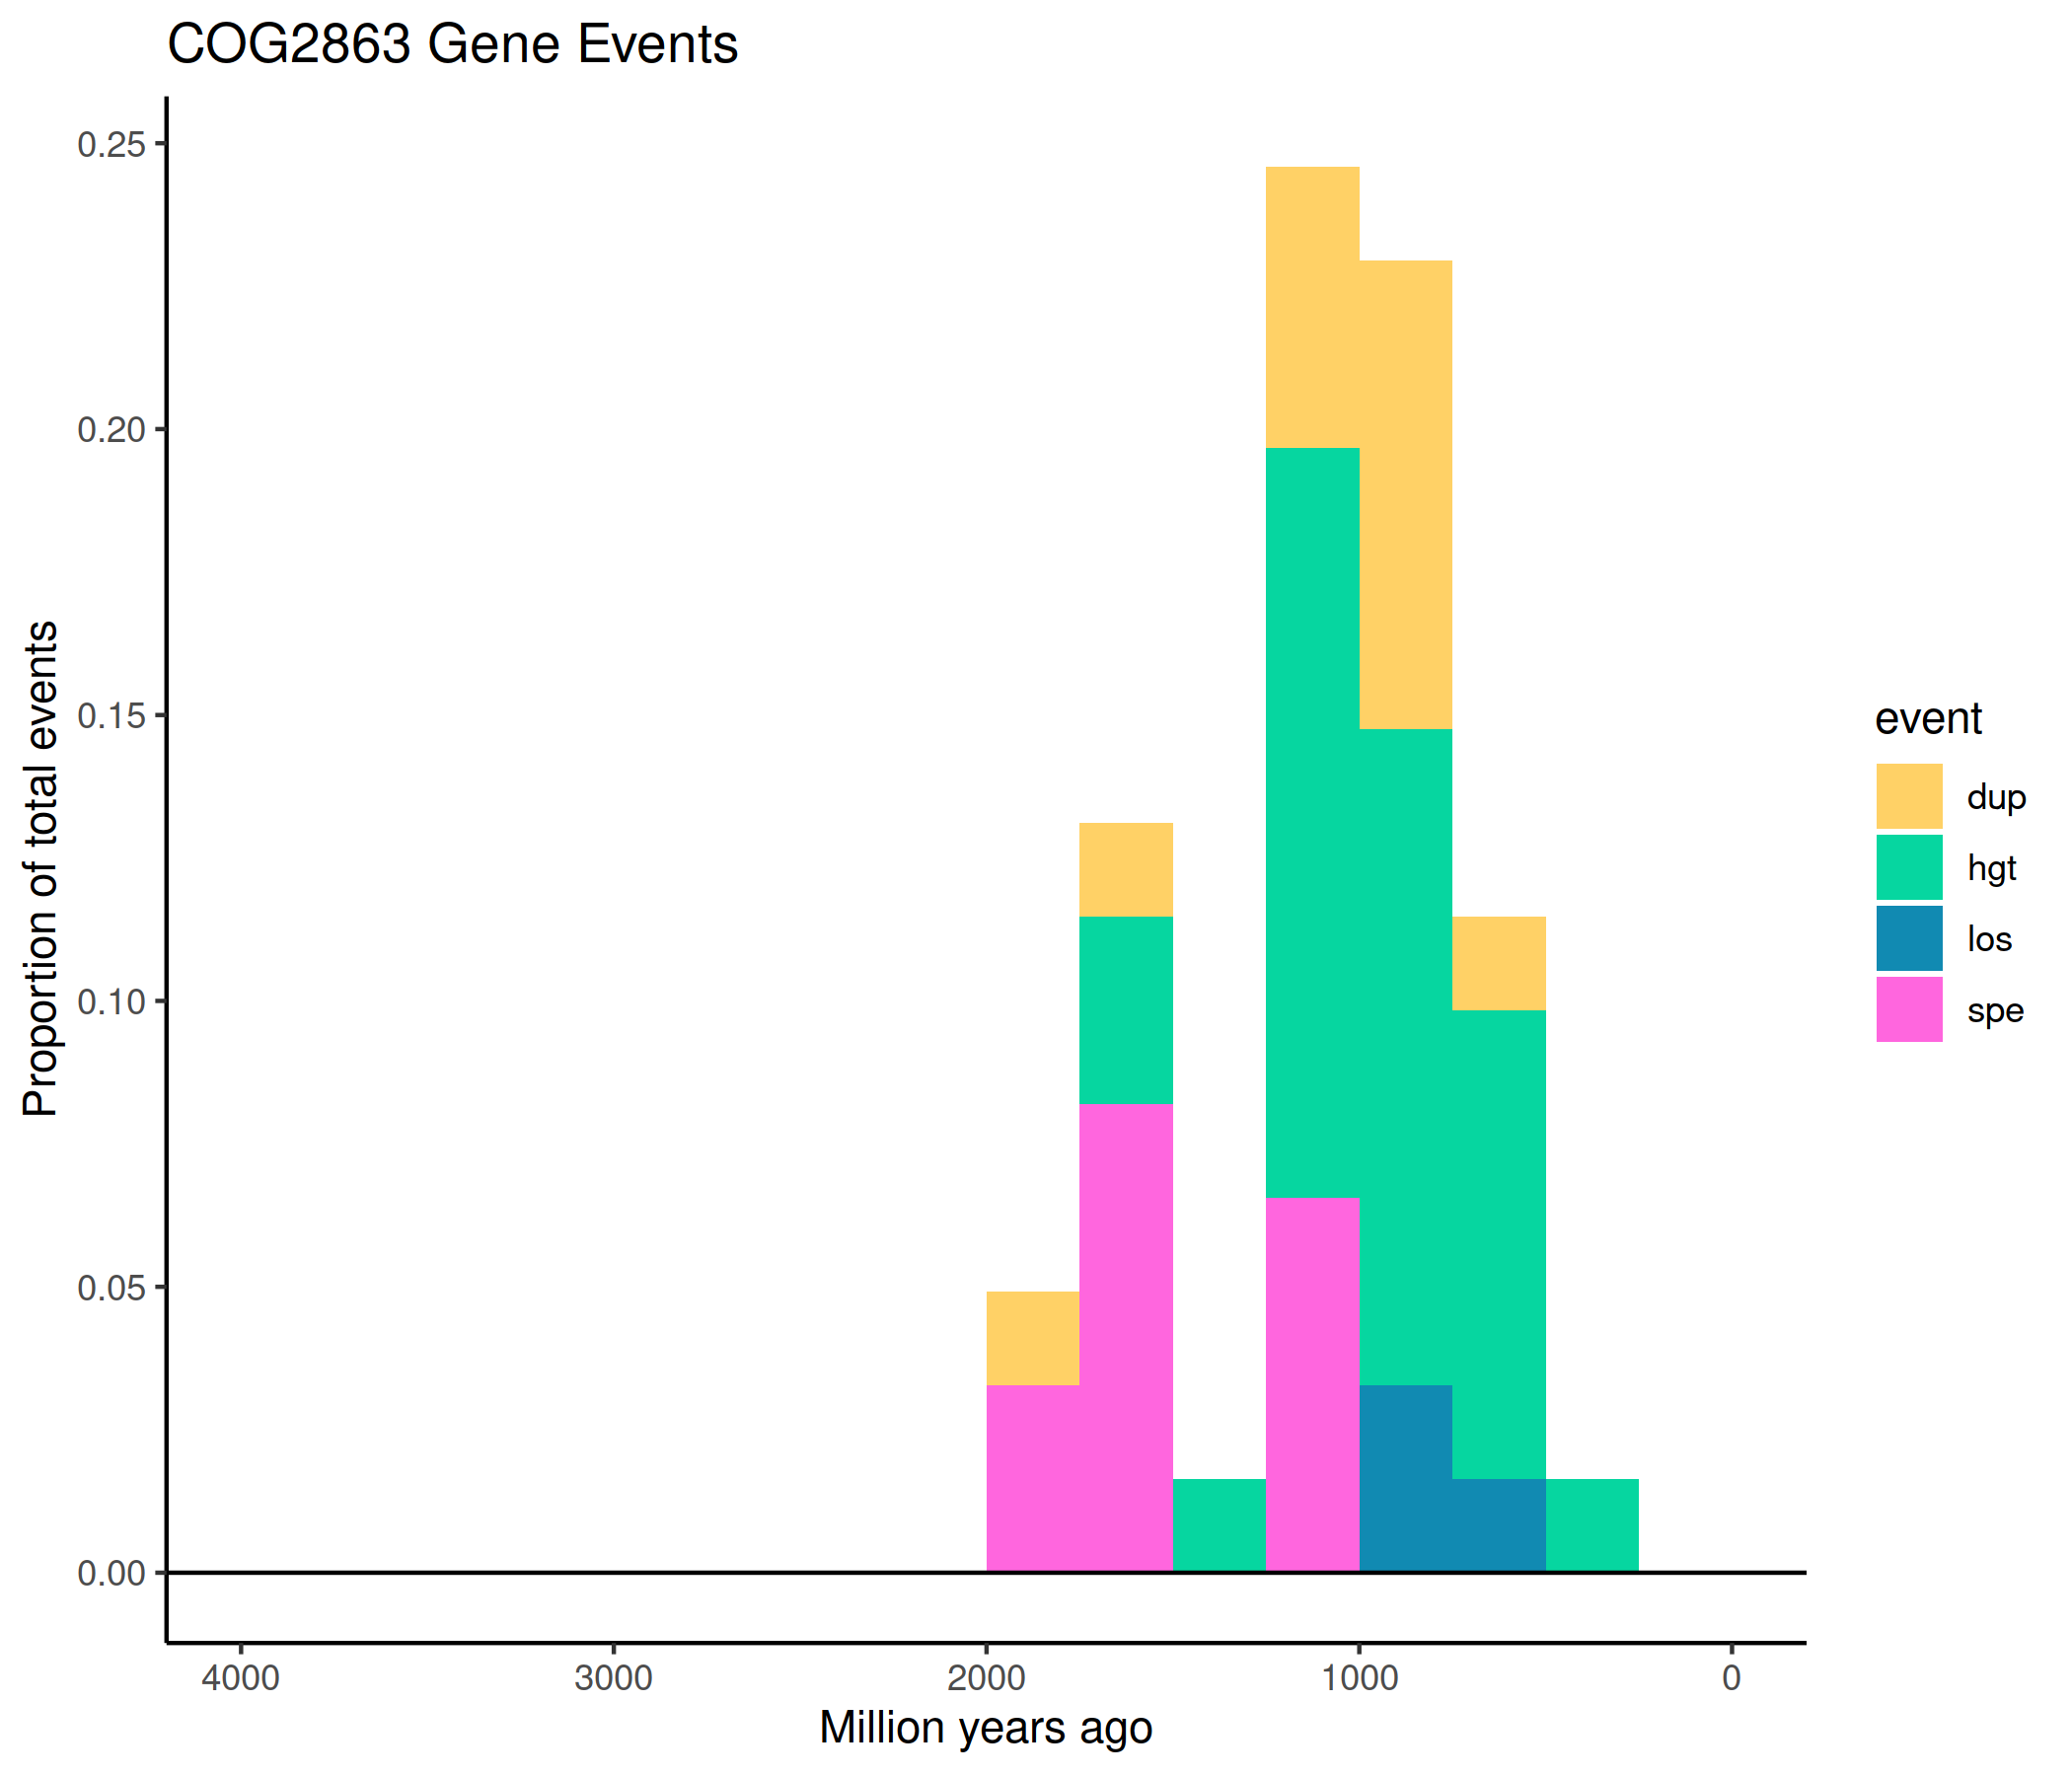 COG2863 Gene Events
Proportion of total events
0.25
0.20
0.15
0.10
0.05
0.00
4000 3000 2000 1000 0
Million years ago
event
dup
hgt
los
spe